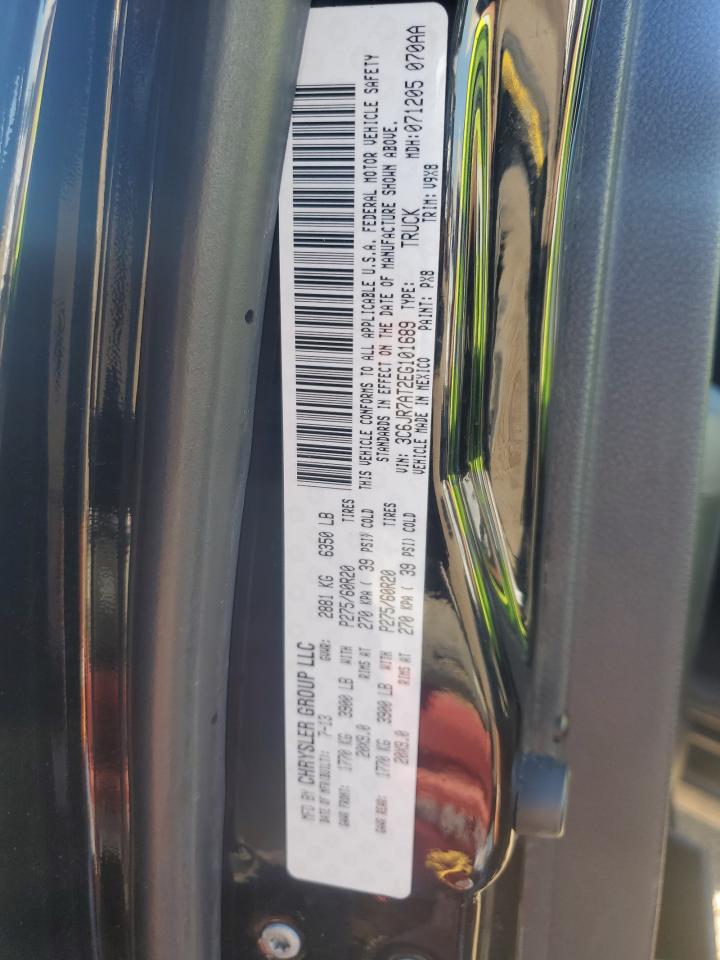 MFD BY CHRYSLER GROUP LLC
DATE OF MFR(BUILT): 7-13 GVWR: 2881 KG 6350 LB
GAWR FRONT: 1770 KG 3900 LB WITH P275/60R20 TIRES
20X9.0 RIMS AT 270 KPA ( 39 PSI) COLD
GAWR REAR: 1770 KG 3900 LB WITH P275/60R20 TIRES
20X9.0 RIMS AT 270 KPA ( 39 PSI) COLD
THIS VEHICLE CONFORMS TO ALL APPLICABLE U.S.A. FEDERAL MOTOR VEHICLE SAFETY
STANDARDS IN EFFECT ON THE DATE OF MANUFACTURE SHOWN ABOVE.
VIN: 3C6JR7AT2EG101689 TYPE: TRUCK MDH:071205 070AA
VEHICLE MADE IN MEXICO PAINT: PX8 TRIM: V9X8